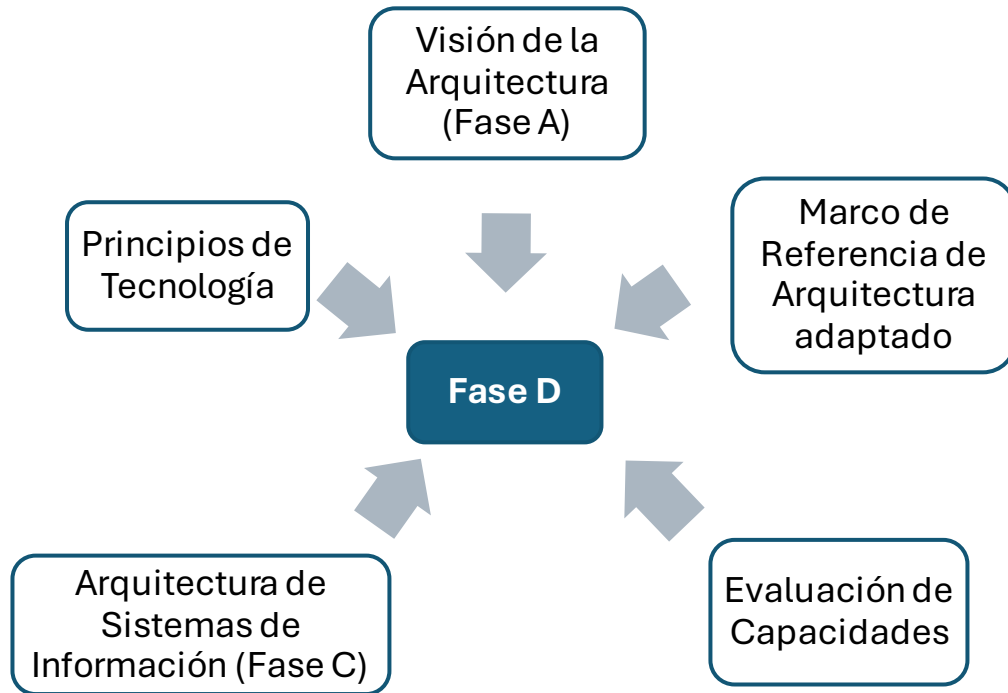 Visión de la
Arquitectura
(Fase A)
Principios de
Tecnología
Marco de
Referencia de
Arquitectura
adaptado
Fase D
Arquitectura de
Sistemas de
Información (Fase C)
Evaluación de
Capacidades